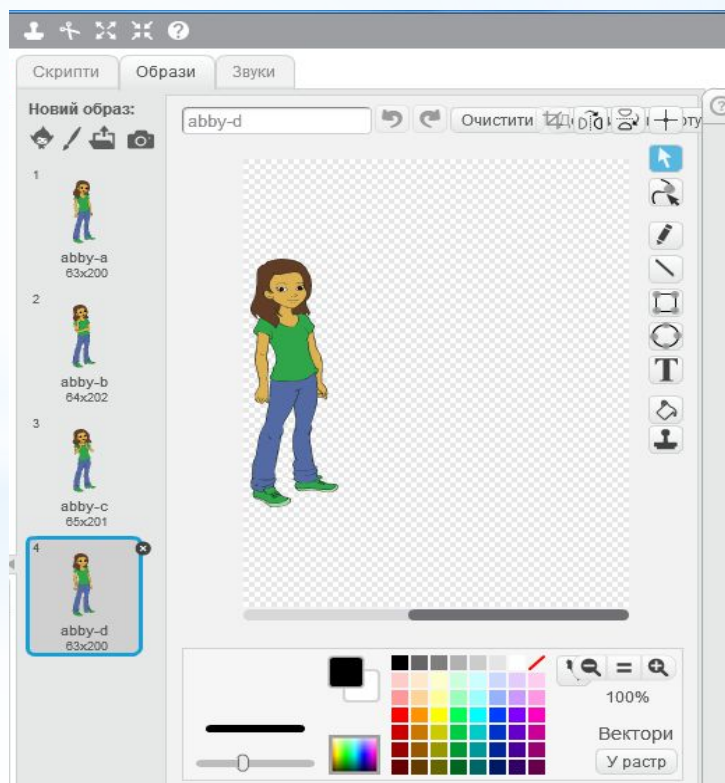 Скрипти Образи Звуки
Новий образ:
abby-d Очистити
1
abby-a
63x200
2
abby-b
64x202
3
abby-c
65x201
4
abby-d
63x200
T
100%
Вектори
У растр